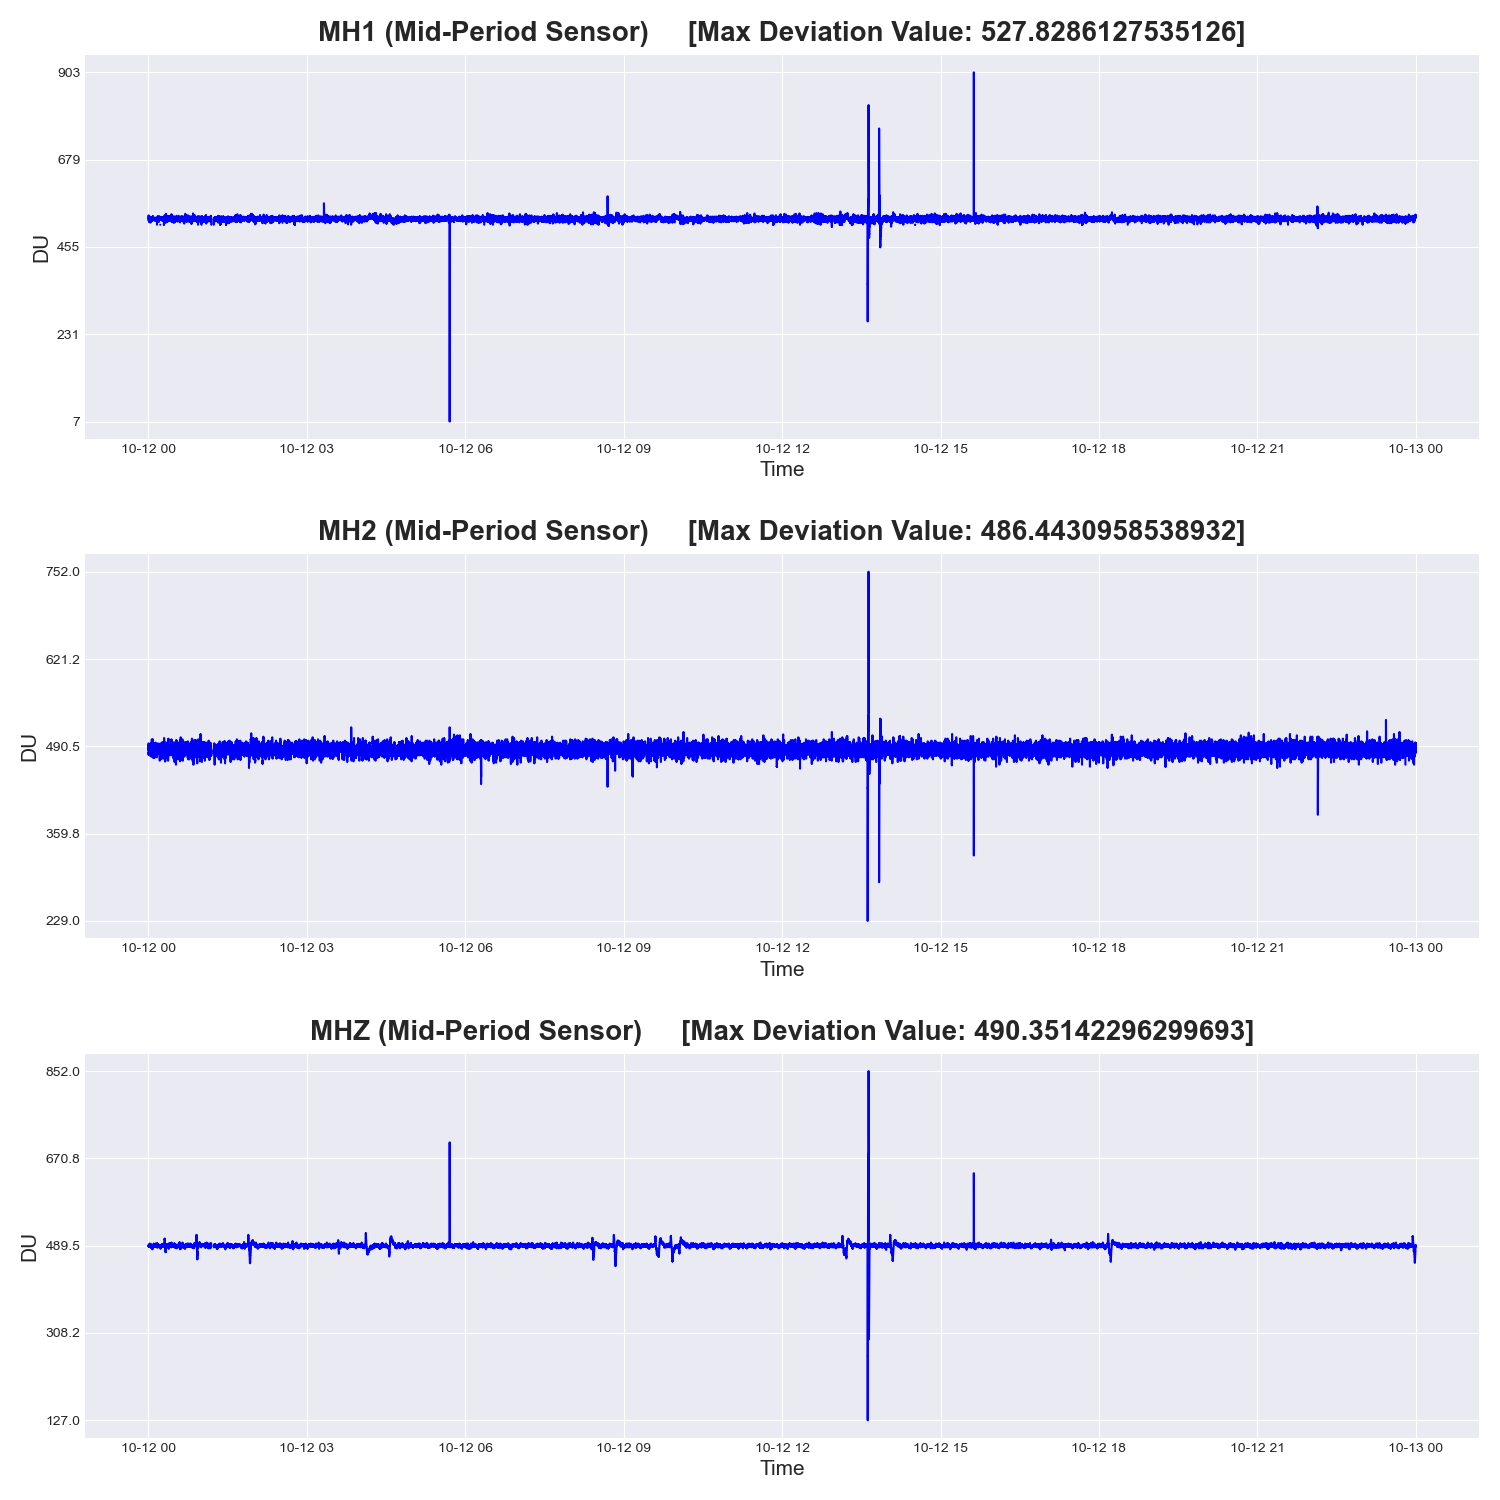 MH1 (Mid-Period Sensor) [Max Deviation Value: 527.8286127535126]
903
679
455
231
7
DU
10-12 00 10-12 03 10-12 06 10-12 09 10-12 12 10-12 15 10-12 18 10-12 21 10-13 00
Time
MH2 (Mid-Period Sensor) [Max Deviation Value: 486.4430958538932]
752.0
621.2
490.5
359.8
229.0
DU
10-12 00 10-12 03 10-12 06 10-12 09 10-12 12 10-12 15 10-12 18 10-12 21 10-13 00
Time
MHZ (Mid-Period Sensor) [Max Deviation Value: 490.35142296299693]
852.0
670.8
489.5
308.2
127.0
DU
10-12 00 10-12 03 10-12 06 10-12 09 10-12 12 10-12 15 10-12 18 10-12 21 10-13 00
Time